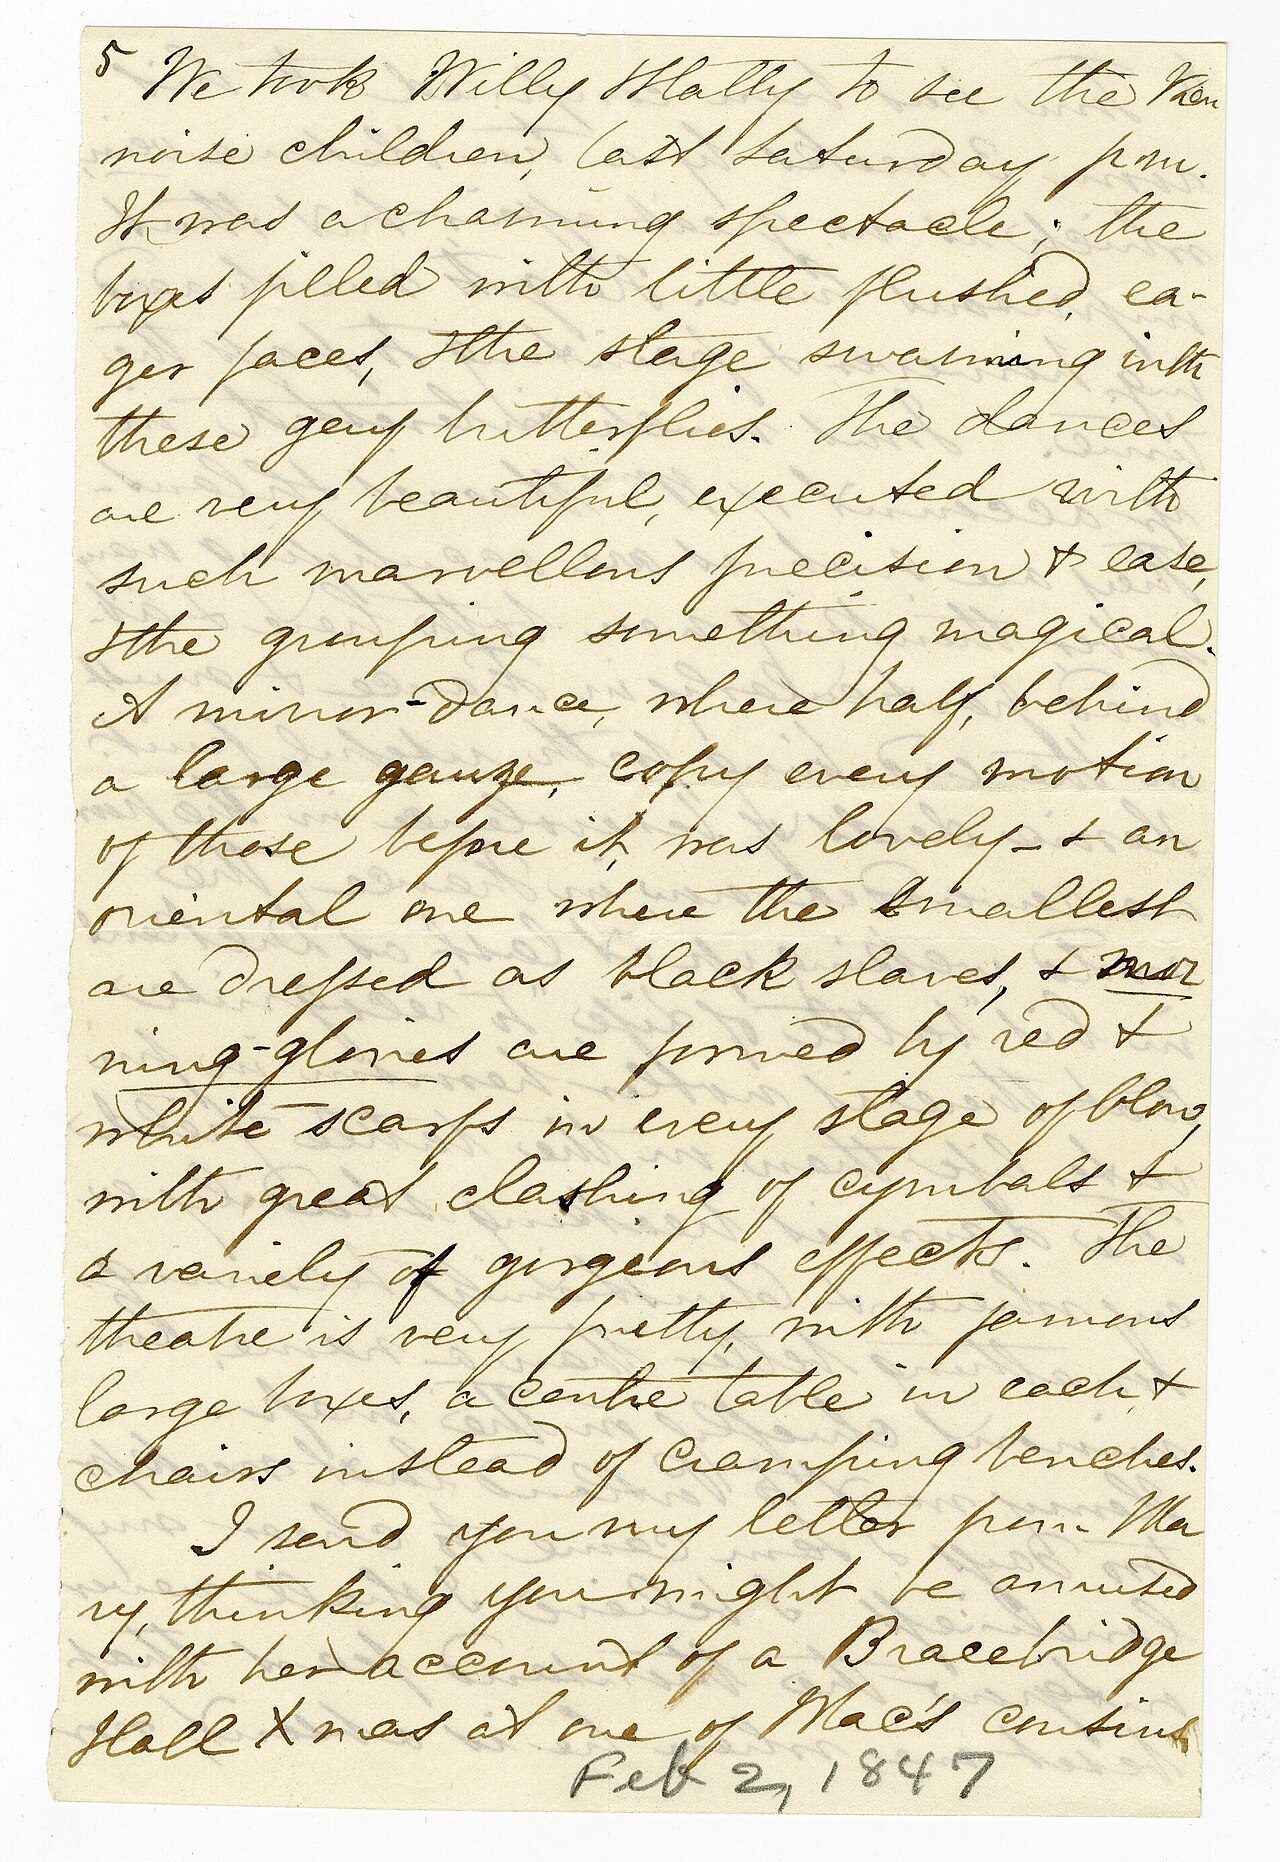 5 We took Willy & Matty to see the Vien
noise children, last Saturday p.m.
It was a charming spectacle; the
boxes filled with little flushed, ea-
ger faces, & the stage swarming with
these gay butterflies. The dances
are very beautiful, executed with
such marvellous precision & ease,
& the grouping something magical.
A mirror-dance, where half, behind
a large gauze, copy every motion
of those before it, was lovely - & an
oriental one where the smallest
are dressed as black slaves, & mor
ning-glories are formed by red &
white scarfs in every stage of blow,
with great clashing of cymbals &
a variety of gorgeous effects. The
theatre is very pretty, with famous
large boxes, a centre table in each, &
chairs instead of cramping benches.
I send you my letter from Ma
ry, thinking you might be amused
with her account of a Bracebridge
Hall Xmas at one of Mac's cousins
Feb 2, 1847